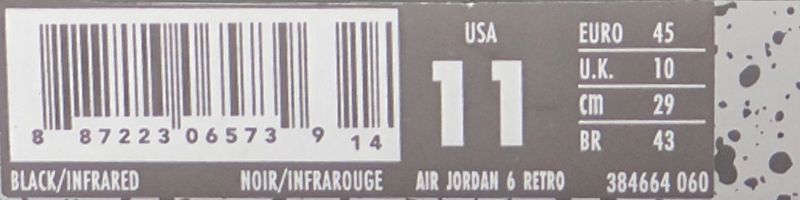 8 87223 06573 9 14
USA
11
EURO 45
U.K. 10
cm 29
BR 43
BLACK/INFRARED NOIR/INFRAROUGE AIR JORDAN 6 RETRO 384664 060